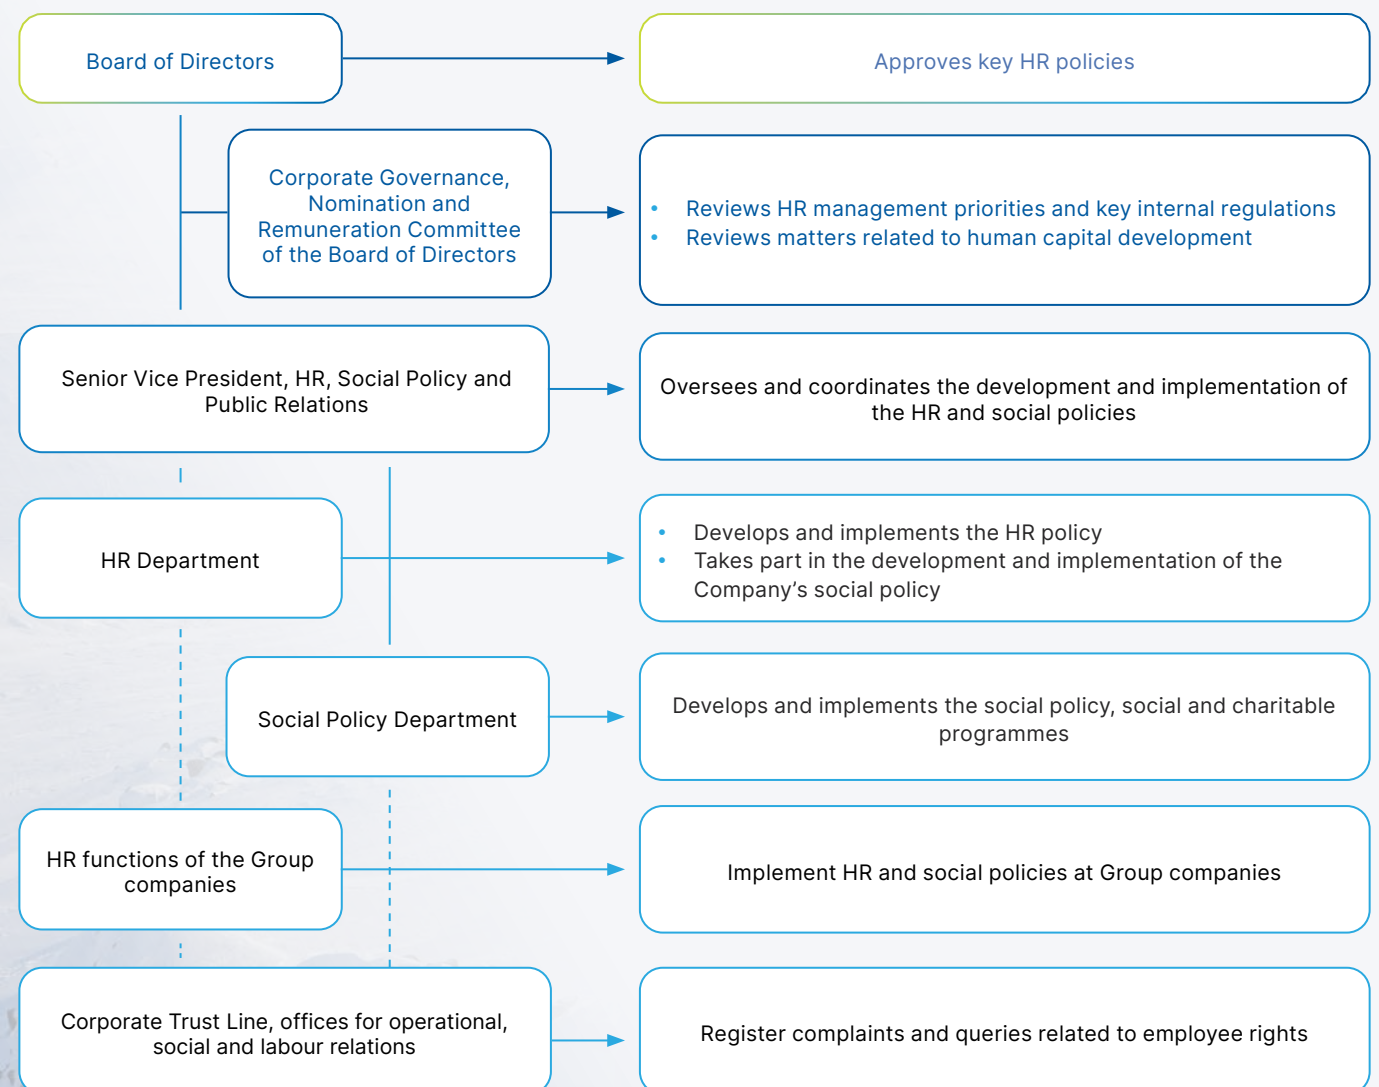 Board of Directors
Approves key HR policies
Corporate Governance,
Nomination and
Remuneration Committee
of the Board of Directors
• Reviews HR management priorities and key internal regulations
• Reviews matters related to human capital development
Senior Vice President, HR, Social Policy and
Public Relations
Oversees and coordinates the development and implementation of
the HR and social policies
HR Department
• Develops and implements the HR policy
• Takes part in the development and implementation of the
Company’s social policy
Social Policy Department
Develops and implements the social policy, social and charitable
programmes
HR functions of the Group
companies
Implement HR and social policies at Group companies
Corporate Trust Line, offices for operational,
social and labour relations
Register complaints and queries related to employee rights